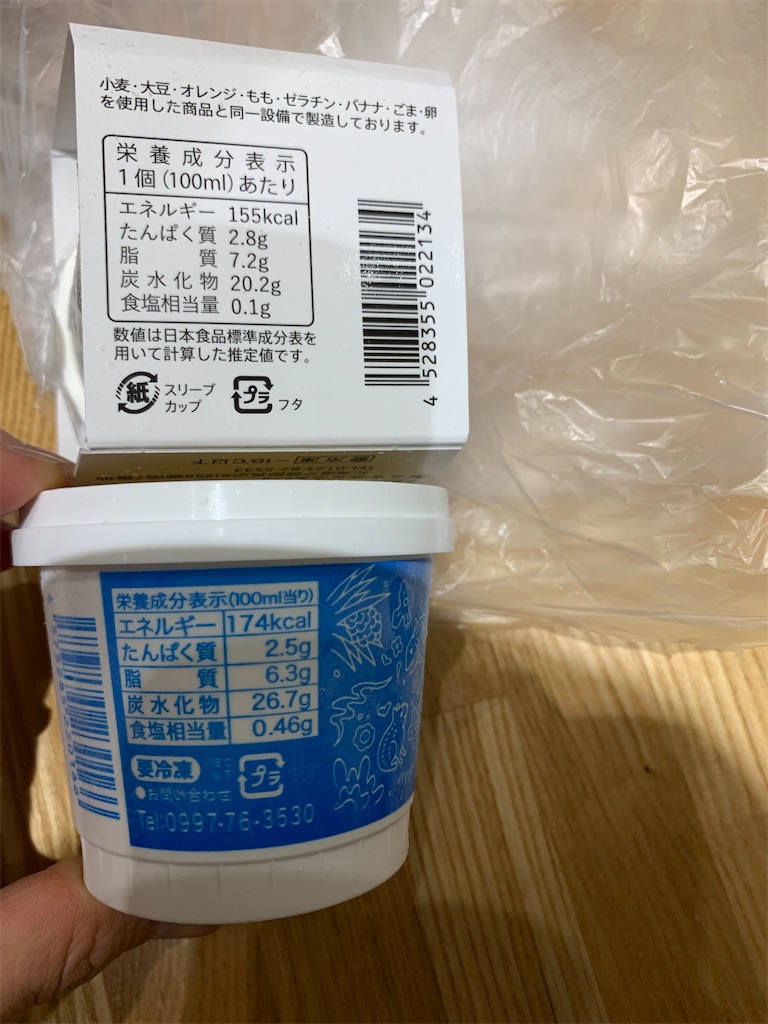 小麦・大豆・オレンジ・もも・ゼラチン・バナナ・ごま・卵
を使用した商品と同一設備で製造しております。
栄養成分表示
1個(100ml)あたり
エネルギー 155kcal
たんぱく質 2.8g
脂質 7.2g
炭水化物 20.2g
食塩相当量 0.1g
数値は日本食品標準成分表を
用いて計算した推定値です。
紙 スリーブ
カップ
プラ フタ
4 528355 022134
要冷凍 -18℃以下
栄養成分表示(100ml当り)
エネルギー 174kcal
たんぱく質 2.5g
脂質 6.3g
炭水化物 26.7g
食塩相当量 0.46g
要冷凍
プラ
●お問い合わせ
Tel:0997-76-3530